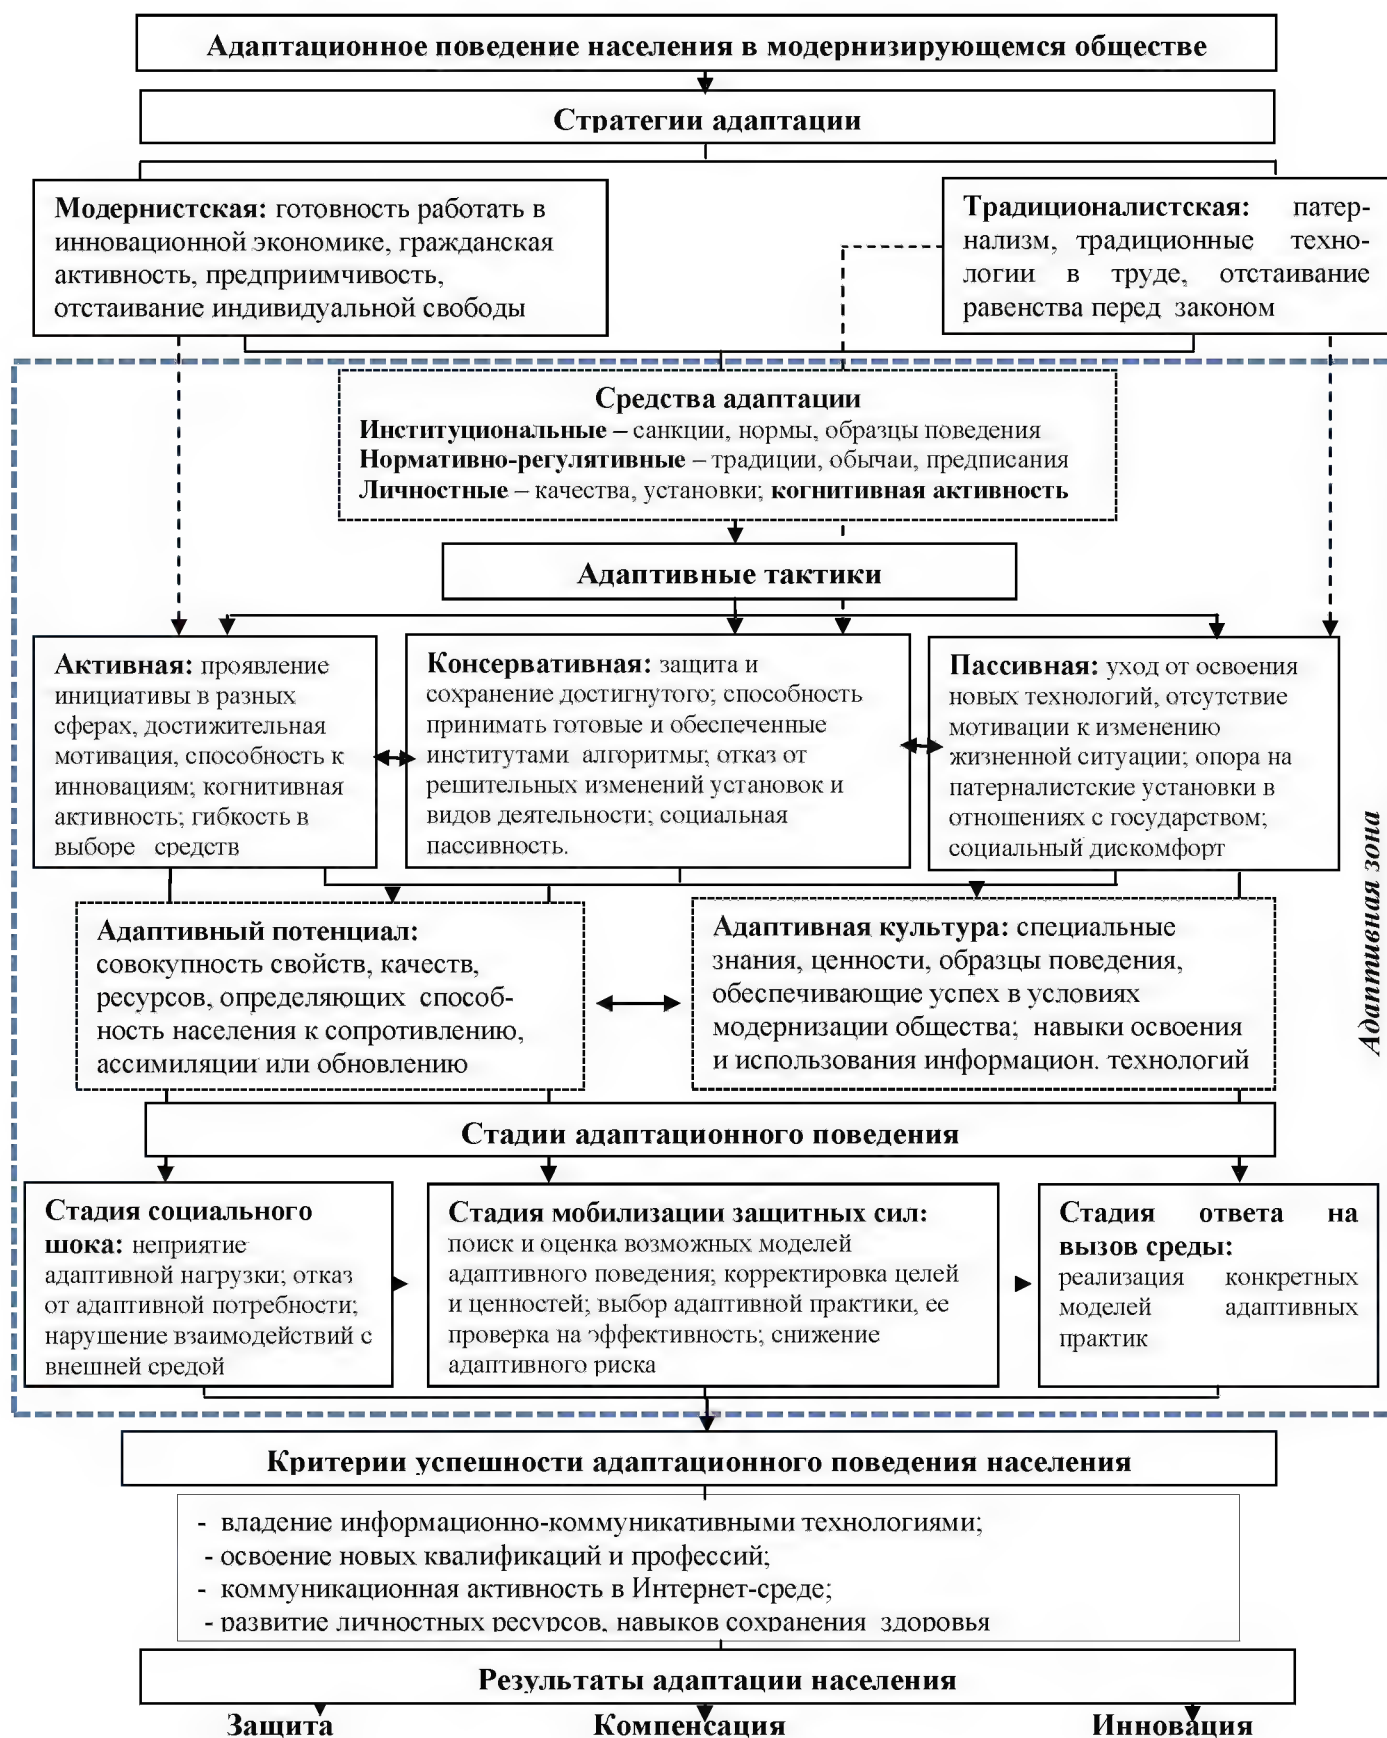 Адаптационное поведение населения в модернизирующемся обществе
Стратегии адаптации
Модернистская: готовность работать в
инновационной экономике, гражданская
активность, предприимчивость,
отстаивание индивидуальной свободы
Традиционалистская: патер-
нализм, традиционные техно-
логии в труде, отстаивание
равенства перед законом
Средства адаптации
Институциональные – санкции, нормы, образцы поведения
Нормативно-регулятивные – традиции, обычаи, предписания
Личностные – качества, установки; когнитивная активность
Адаптивные тактики
Активная: проявление
инициативы в разных
сферах, достижительная
мотивация, способность к
инновациям; когнитивная
активность; гибкость в
выборе средств
Консервативная: защита и
сохранение достигнутого; способность
принимать готовые и обеспеченные
институтами алгоритмы; отказ от
решительных изменений установок и
видов деятельности; социальная
пассивность.
Пассивная: уход от освоения
новых технологий, отсутствие
мотивации к изменению
жизненной ситуации; опора на
патерналистские установки в
отношениях с государством;
социальный дискомфорт
Адаптивная зона
Адаптивный потенциал:
совокупность свойств, качеств,
ресурсов, определяющих способ-
ность населения к сопротивлению,
ассимиляции или обновлению
Адаптивная культура: специальные
знания, ценности, образцы поведения,
обеспечивающие успех в условиях
модернизации общества; навыки освоения
и использования информацион. технологий
Стадии адаптационного поведения
Стадия социального
шока: неприятие
адаптивной нагрузки; отказ
от адаптивной потребности;
нарушение взаимодействий с
внешней средой
Стадия мобилизации защитных сил:
поиск и оценка возможных моделей
адаптивного поведения; корректировка целей
и ценностей; выбор адаптивной практики, ее
проверка на эффективность; снижение
адаптивного риска
Стадия ответа на
вызов среды:
реализация конкретных
моделей адаптивных
практик
Критерии успешности адаптационного поведения населения
- владение информационно-коммуникативными технологиями;
- освоение новых квалификаций и профессий;
- коммуникационная активность в Интернет-среде;
- развитие личностных ресурсов, навыков сохранения здоровья
Результаты адаптации населения
Защита
Компенсация
Инновация